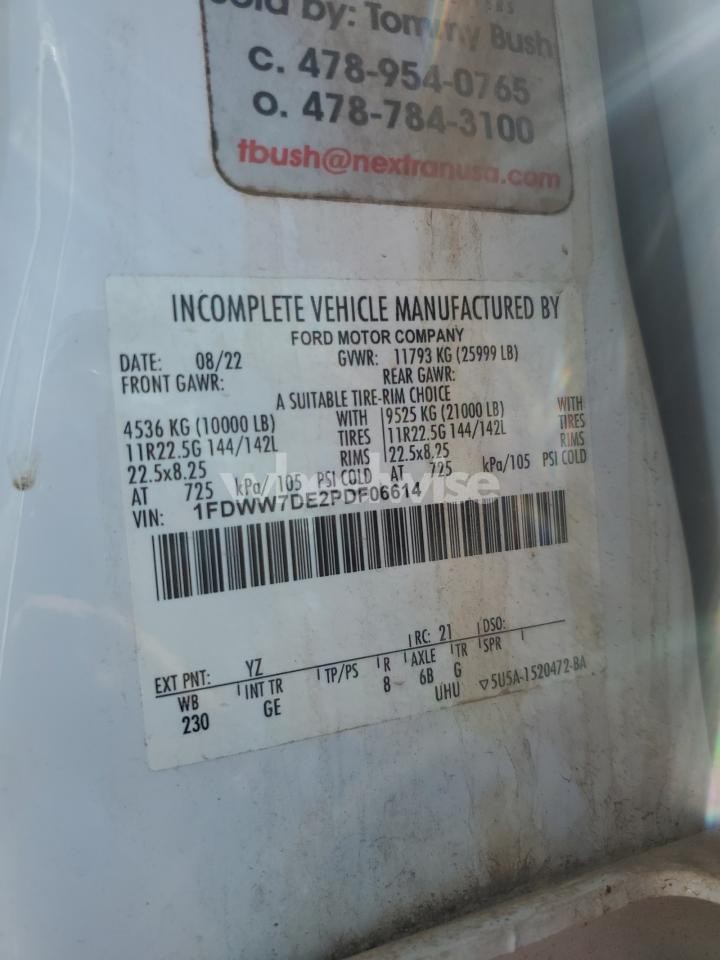 Sold by: Tommy Bush
C. 478-954-0765
O. 478-784-3100
tbush@nextranusa.com
INCOMPLETE VEHICLE MANUFACTURED BY
FORD MOTOR COMPANY
DATE: 08/22 GVWR: 11793 KG (25999 LB)
FRONT GAWR: REAR GAWR:
A SUITABLE TIRE-RIM CHOICE
4536 KG (10000 LB) WITH 9525 KG (21000 LB) WITH
11R22.5G 144/142L TIRES 11R22.5G 144/142L TIRES
22.5x8.25 RIMS 22.5x8.25 RIMS
AT 725 kPa/105 PSI COLD AT 725 kPa/105 PSI COLD
VIN: 1FDWW7DE2PDF06614
EXT PNT: YZ RC: 21 DSO:
WB INT TR TP/PS R AXLE TR SPR
230 GE 8 6B G
UHU ▽5U5A-1520472-BA